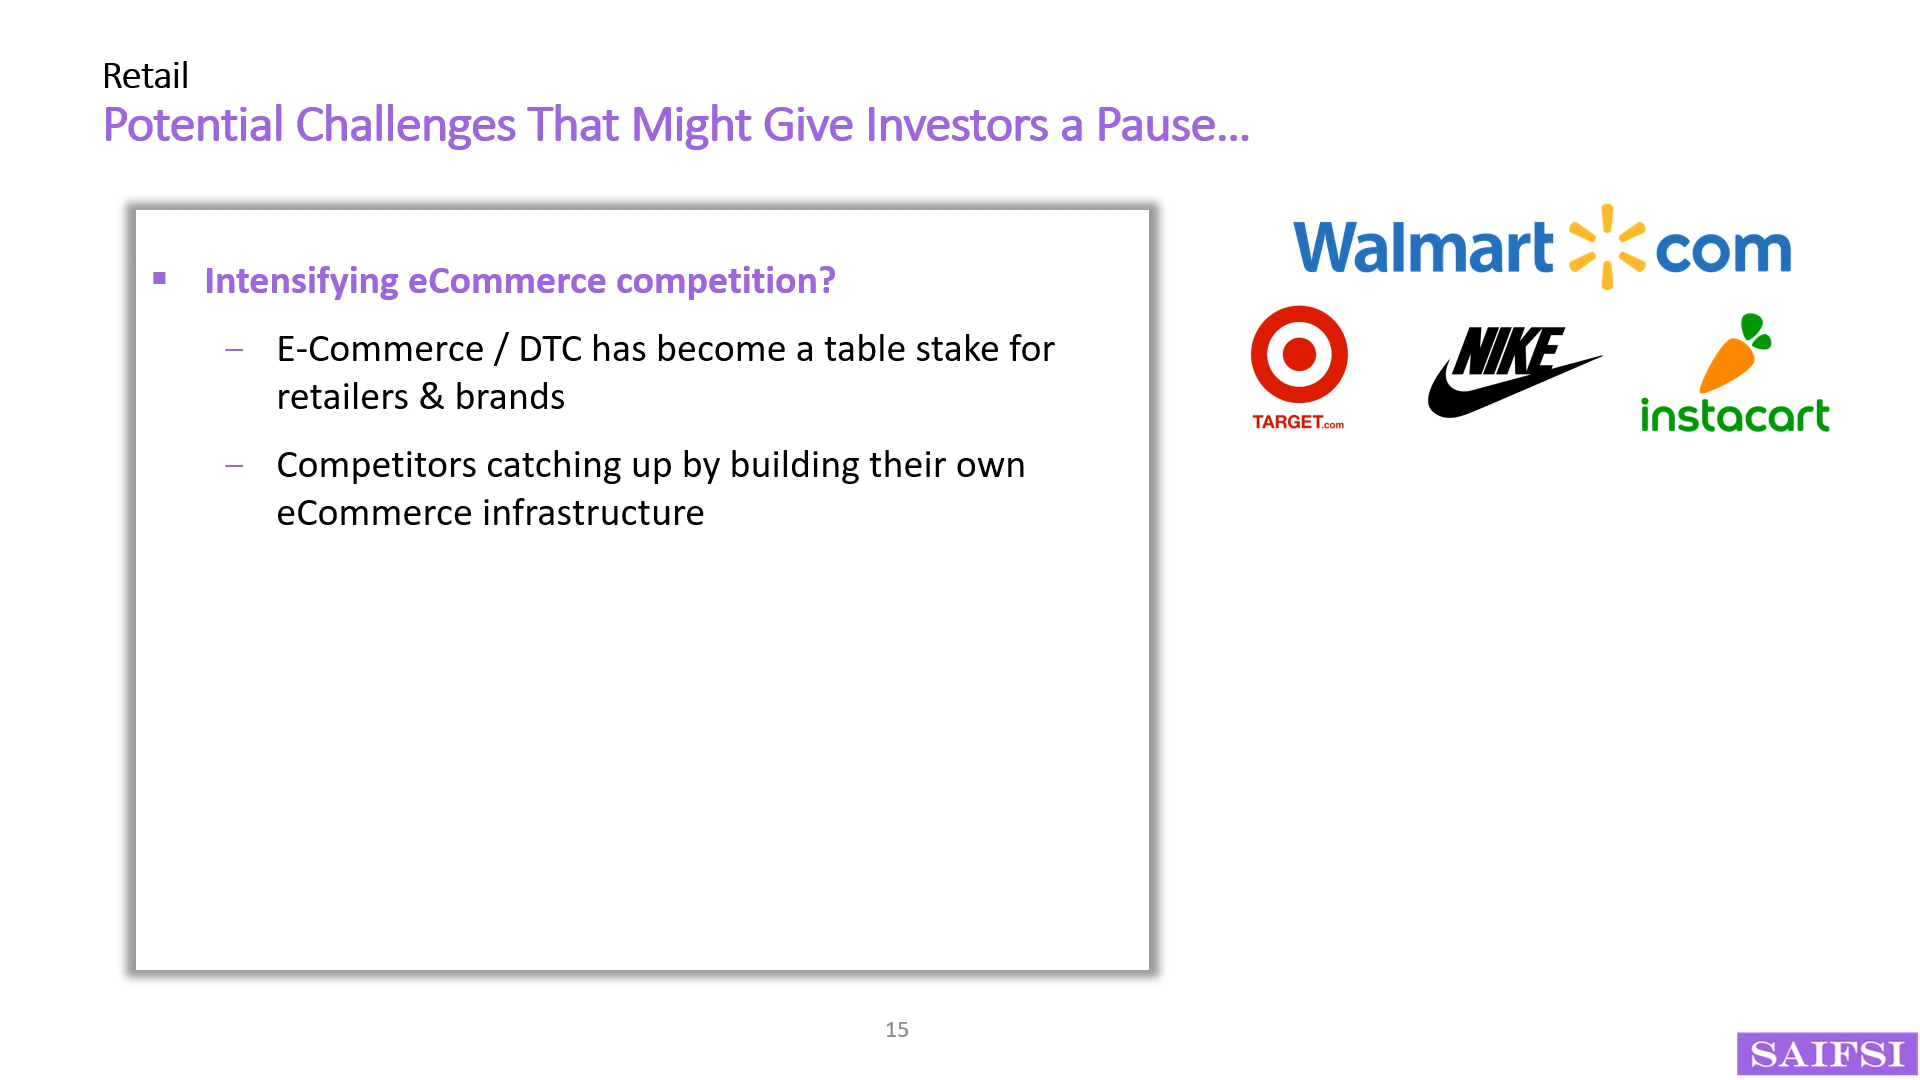 Retail
Potential Challenges That Might Give Investors a Pause...
▪ Intensifying eCommerce competition?
– E-Commerce / DTC has become a table stake for
retailers & brands
– Competitors catching up by building their own
eCommerce infrastructure
Walmart com
TARGET.com
NIKE
instacart
15
SAIFSI